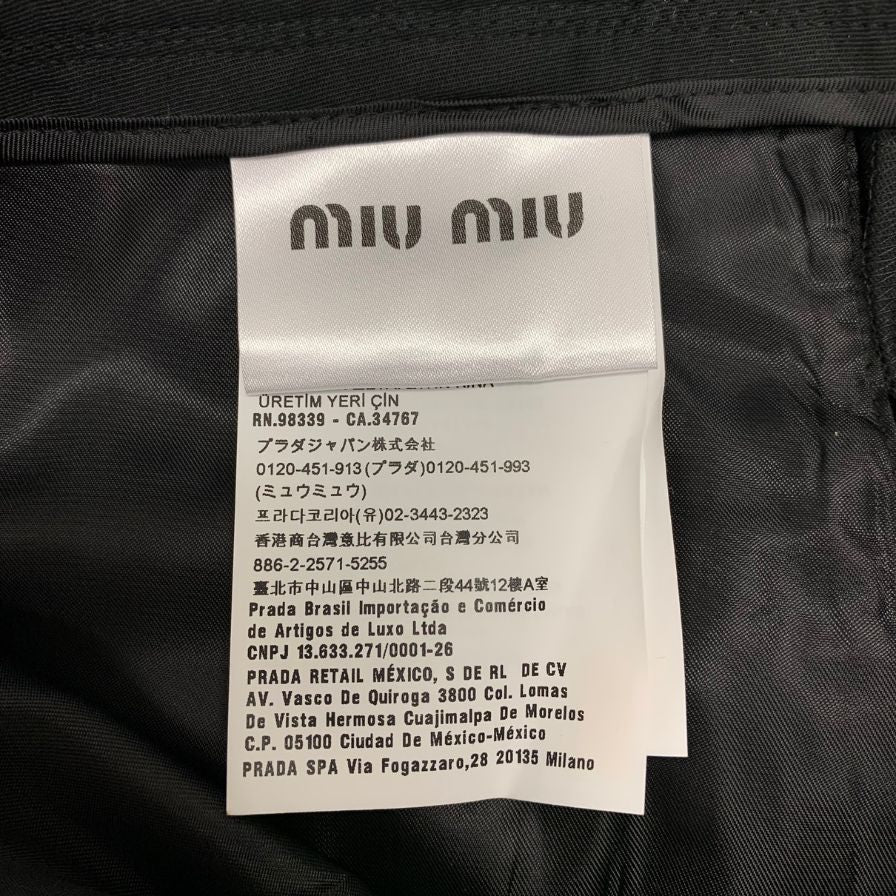 miu miu
ÜRETİM YERİ ÇİN
RN.98339 - CA.34767
プラダジャパン株式会社
0120-451-913(プラダ)0120-451-993
(ミュウミュウ)
프라다코리아(유)02-3443-2323
香港商台灣意比有限公司台灣分公司
886-2-2571-5255
臺北市中山區中山北路二段44號12樓A室
Prada Brasil Importação e Comércio
de Artigos de Luxo Ltda
CNPJ 13.633.271/0001-26
PRADA RETAIL MÉXICO, S DE RL DE CV
AV. Vasco De Quiroga 3800 Col. Lomas
De Vista Hermosa Cuajimalpa De Morelos
C.P. 05100 Ciudad De México-México
PRADA SPA Via Fogazzaro,28 20135 Milano